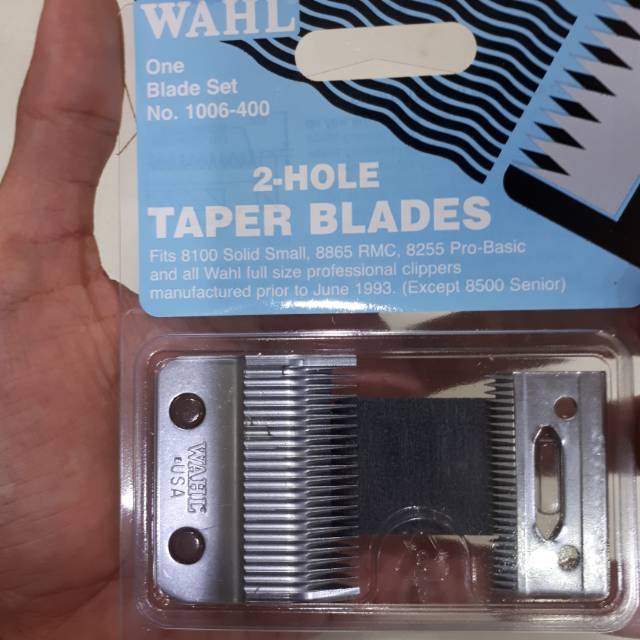 WAHL
One
Blade Set
No. 1006-400
2-HOLE
TAPER BLADES
Fits 8100 Solid Small, 8865 RMC, 8255 Pro-Basic
and all Wahl full size professional clippers
manufactured prior to June 1993. (Except 8500 Senior)
WAHL
USA